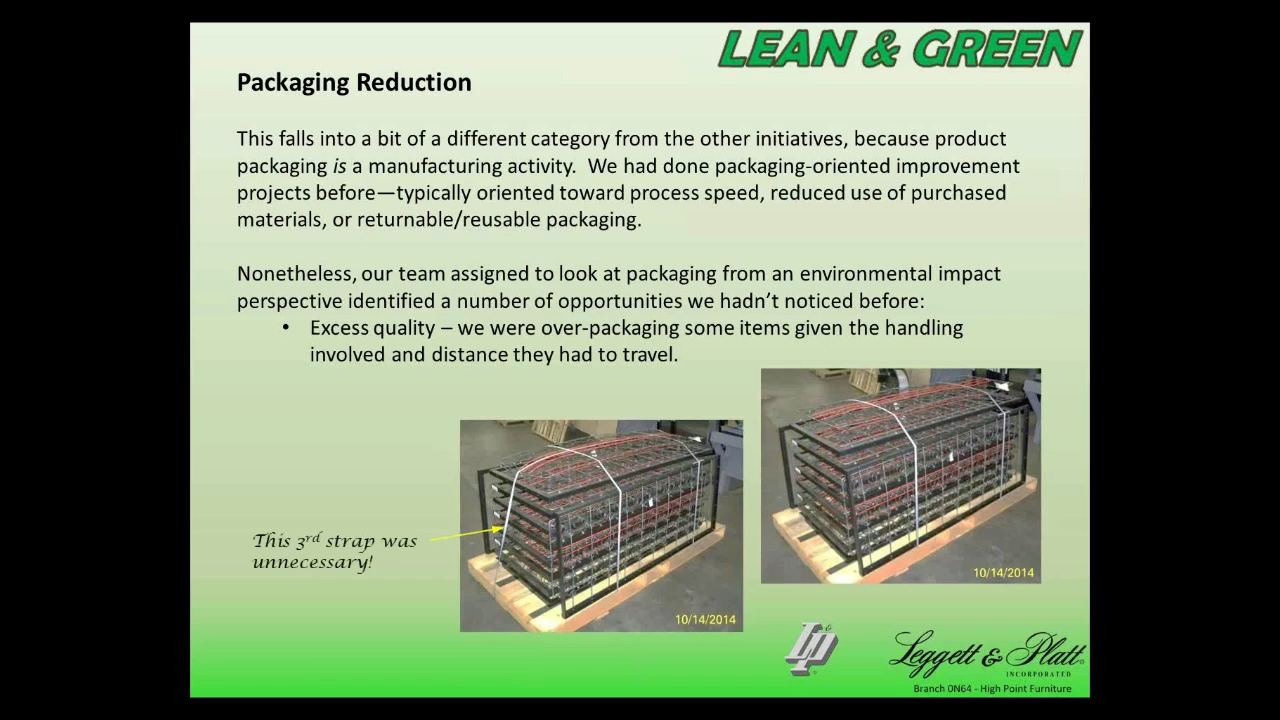 LEAN & GREEN
Packaging Reduction
This falls into a bit of a different category from the other initiatives, because product
packaging is a manufacturing activity.  We had done packaging-oriented improvement
projects before—typically oriented toward process speed, reduced use of purchased
materials, or returnable/reusable packaging.
Nonetheless, our team assigned to look at packaging from an environmental impact
perspective identified a number of opportunities we hadn’t noticed before:
• Excess quality – we were over-packaging some items given the handling
involved and distance they had to travel.
This 3rd strap was
unnecessary!
10/14/2014
10/14/2014
L&P
Leggett & Platt
INCORPORATED
Branch 0N64 - High Point Furniture